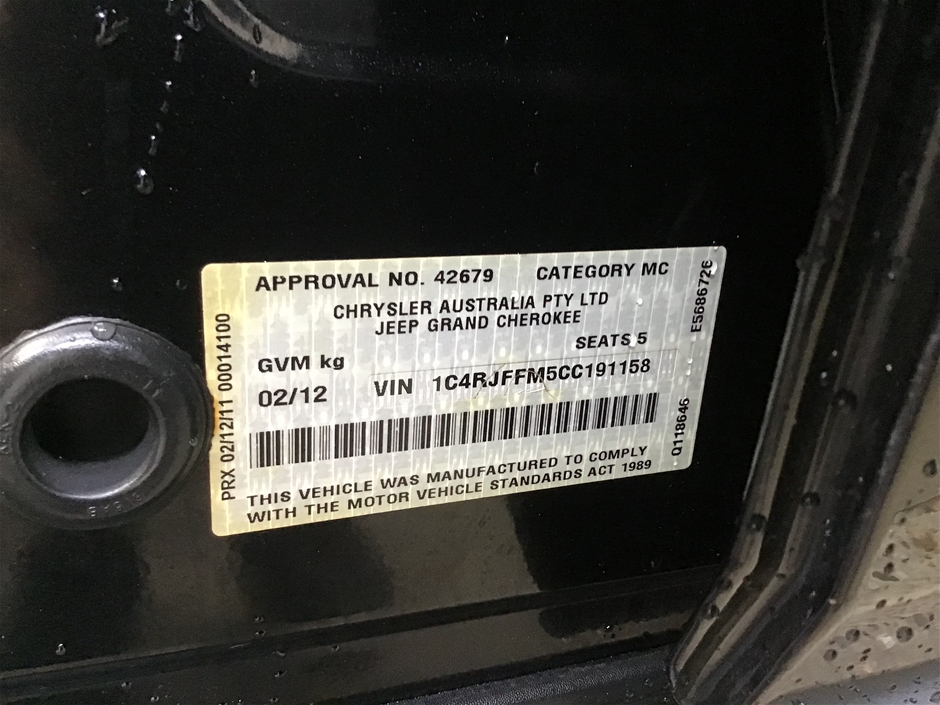 APPROVAL NO. 42679 CATEGORY MC
CHRYSLER AUSTRALIA PTY LTD
JEEP GRAND CHEROKEE
SEATS 5
GVM kg
02/12 VIN 1C4RJFFM5CC191158
THIS VEHICLE WAS MANUFACTURED TO COMPLY
WITH THE MOTOR VEHICLE STANDARDS ACT 1989
PRX 02/12/11 00014100
E5686726
Q118646